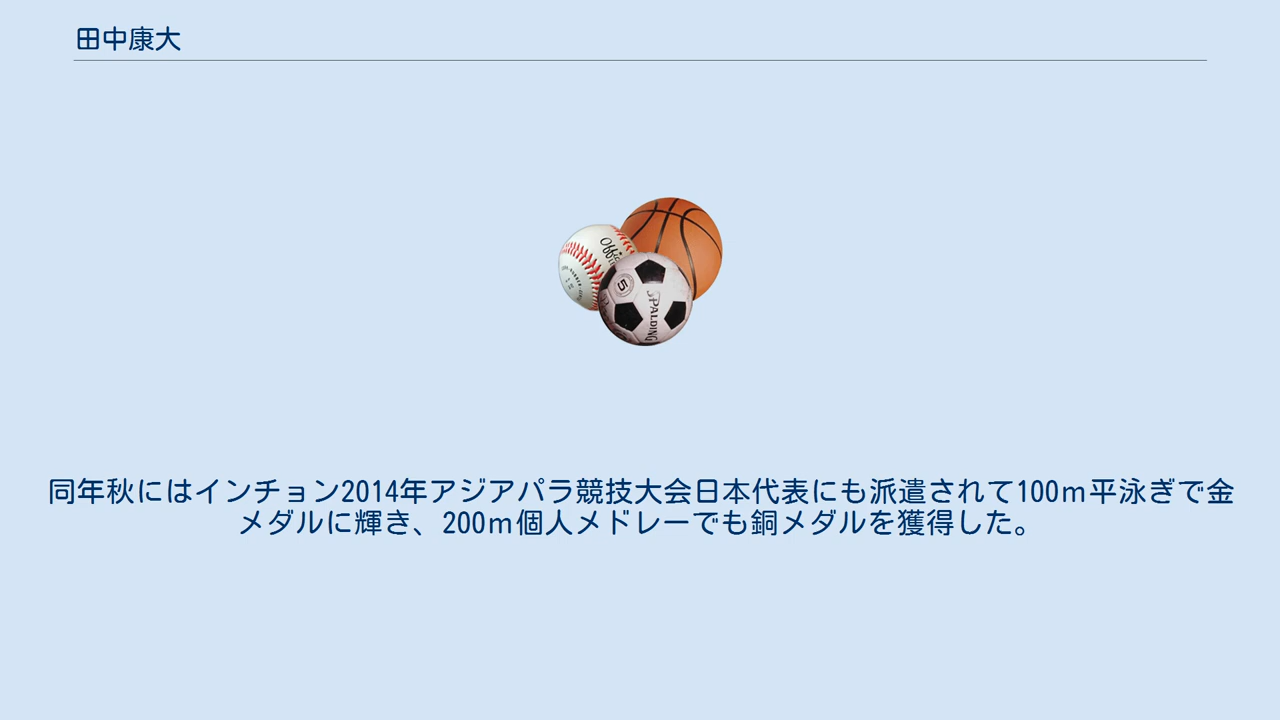 田中康大
Offic
5
SPALDING
同年秋にはインチョン2014年アジアパラ競技大会日本代表にも派遣されて100m平泳ぎで金
メダルに輝き、200m個人メドレーでも銅メダルを獲得した。